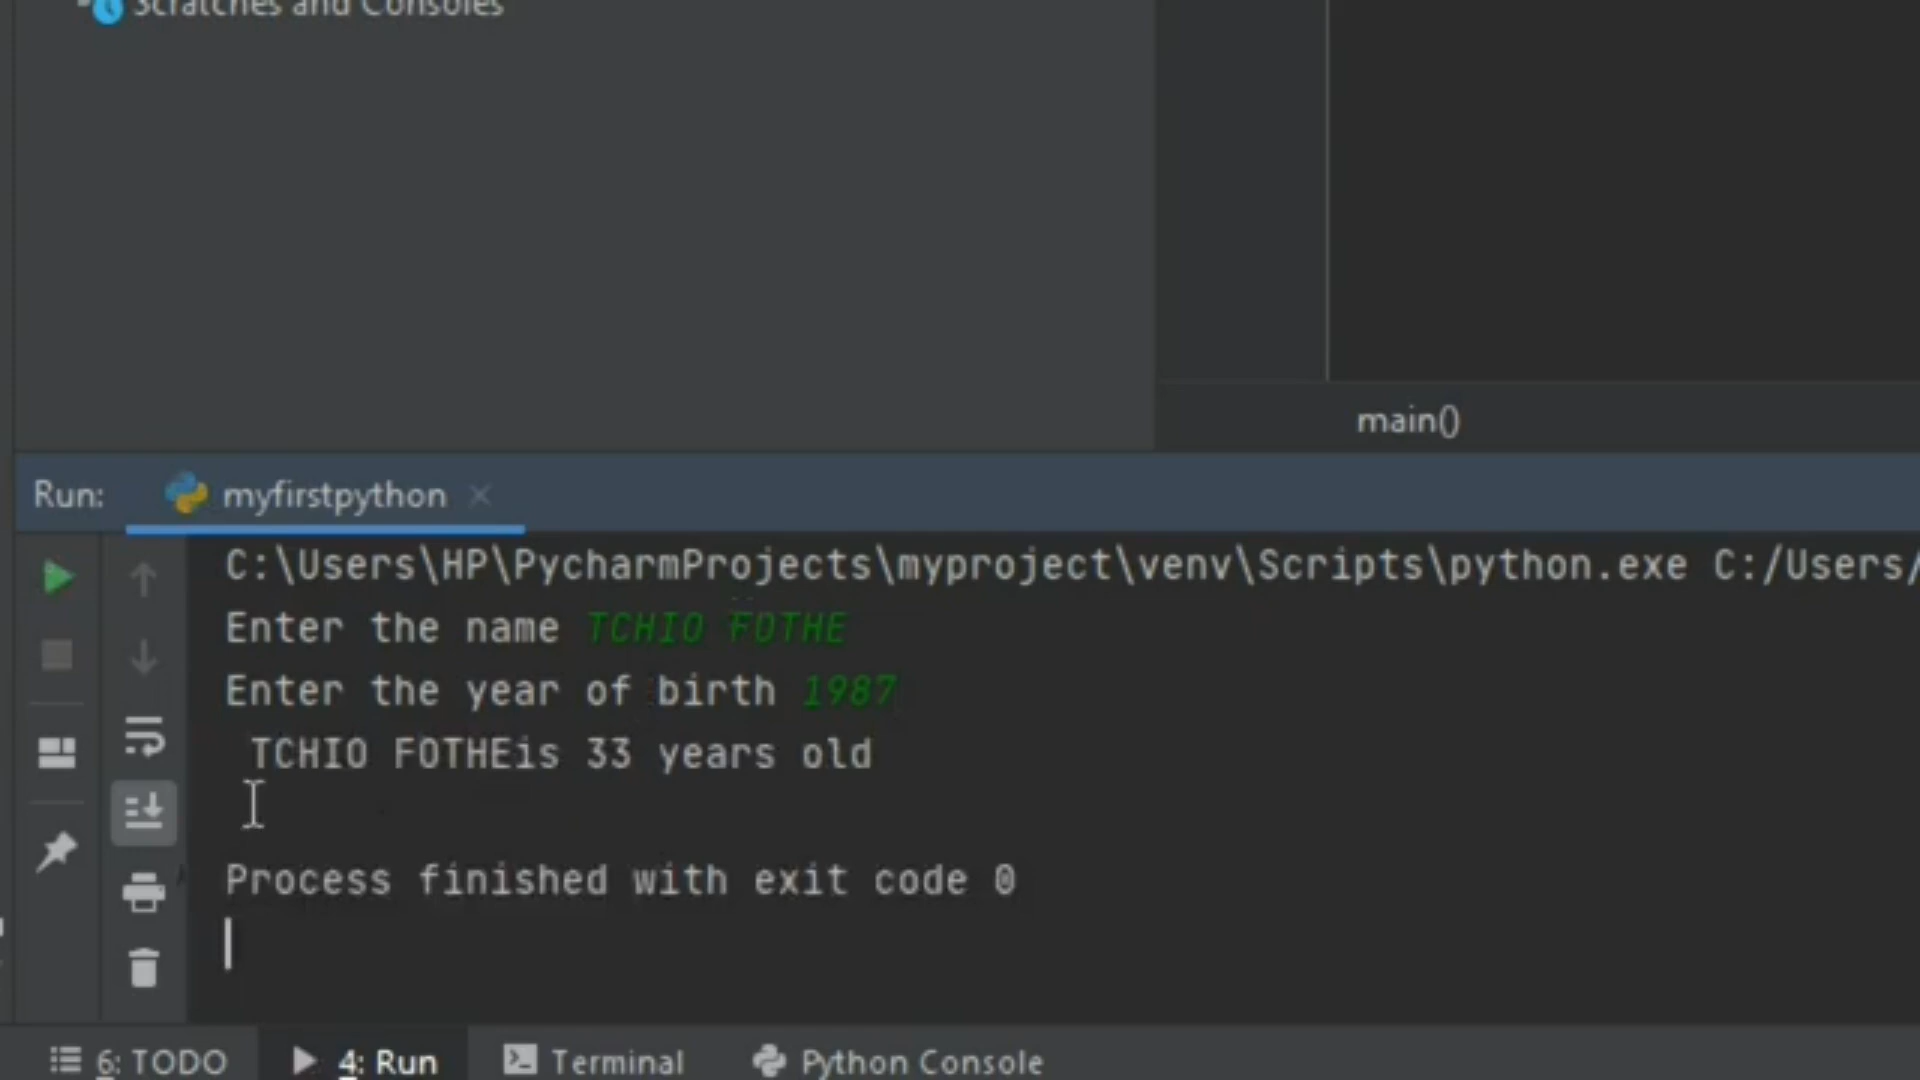 Scratches and Consoles
main()
Run: myfirstpython
C:\Users\HP\PycharmProjects\myproject\venv\Scripts\python.exe C:/Users/
Enter the name TCHIO FOTHE
Enter the year of birth 1987
TCHIO FOTHEis 33 years old
Process finished with exit code 0
6: TODO 4: Run Terminal Python Console